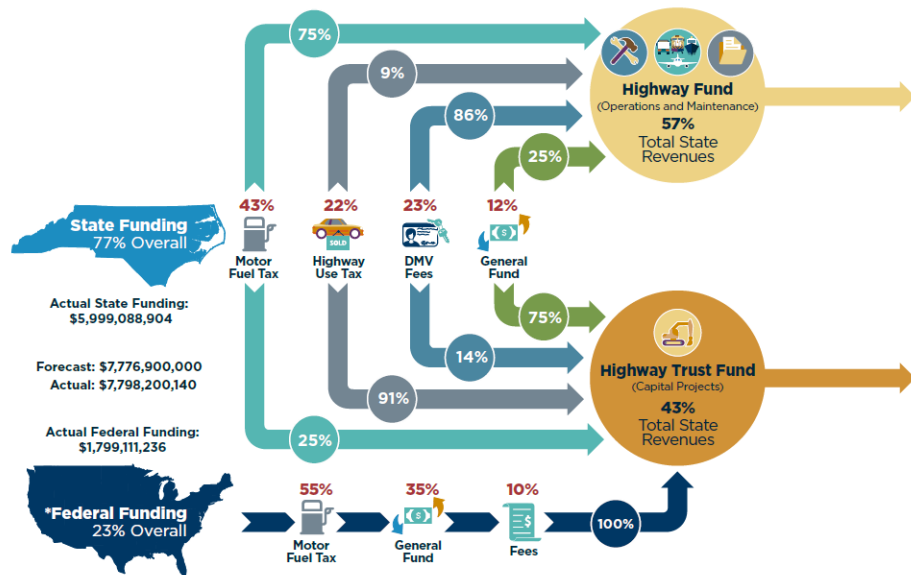 75%
9%
86%
25%
Highway Fund
(Operations and Maintenance)
57%
Total State
Revenues
State Funding
77% Overall
43%
Motor
Fuel Tax
22%
SOLD
Highway
Use Tax
23%
DMV
Fees
12%
$
General
Fund
Actual State Funding:
$5,999,088,904
Forecast: $7,776,900,000
Actual: $7,798,200,140
75%
14%
91%
25%
Highway Trust Fund
(Capital Projects)
43%
Total State
Revenues
Actual Federal Funding:
$1,799,111,236
*Federal Funding
23% Overall
55%
Motor
Fuel Tax
35%
$
General
Fund
10%
$
Fees
100%